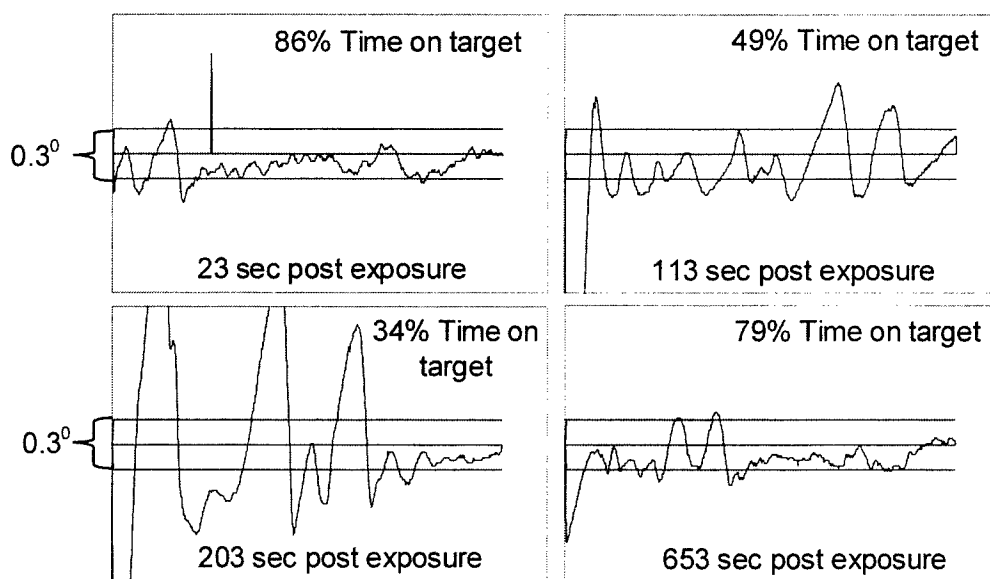 86% Time on target
0.3⁰
23 sec post exposure
49% Time on target
113 sec post exposure
34% Time on
target
0.3⁰
203 sec post exposure
79% Time on target
653 sec post exposure